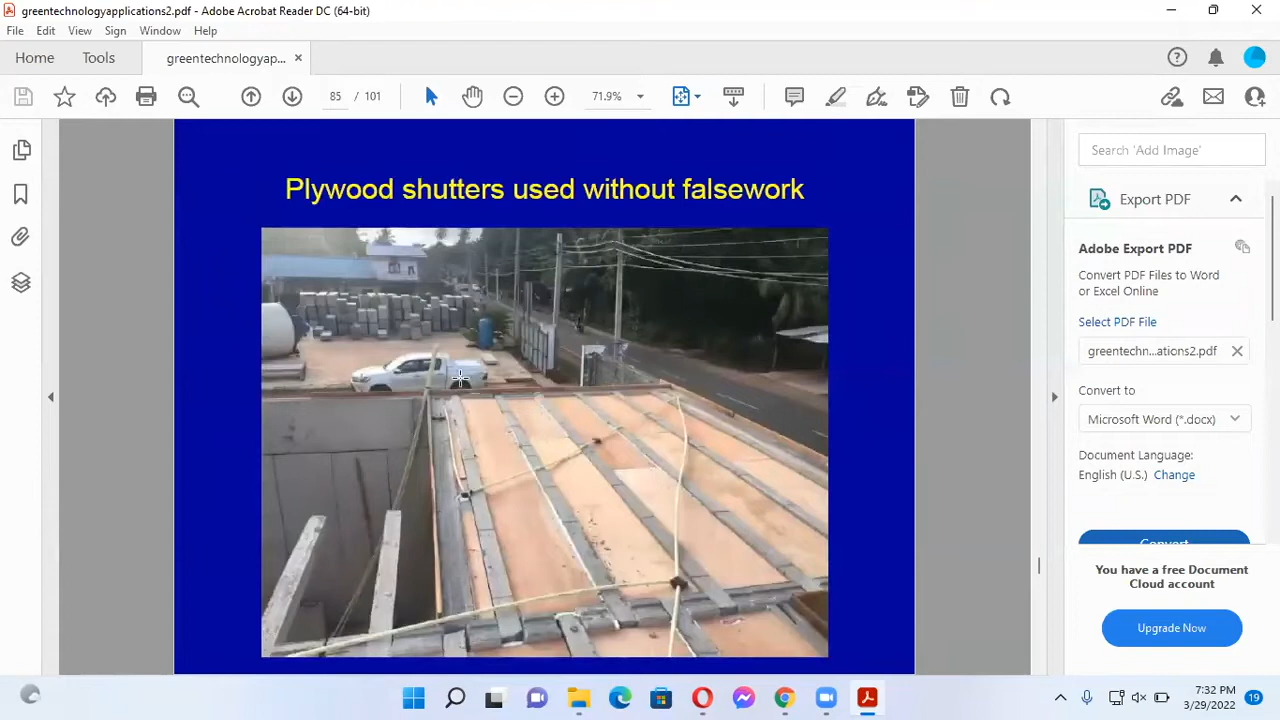 greentechnologyapplications2.pdf - Adobe Acrobat Reader DC (64-bit)
File Edit View Sign Window Help
Home Tools greentechnologyap... ×
85 / 101 71.9%
Plywood shutters used without falsework
Search 'Add Image'
Export PDF
Adobe Export PDF
Convert PDF Files to Word
or Excel Online
Select PDF File
greentechn...ations2.pdf
Convert to
Microsoft Word (*.docx)
Document Language:
English (U.S.) Change
Convert
You have a free Document
Cloud account
Upgrade Now
7:32 PM
3/29/2022
19